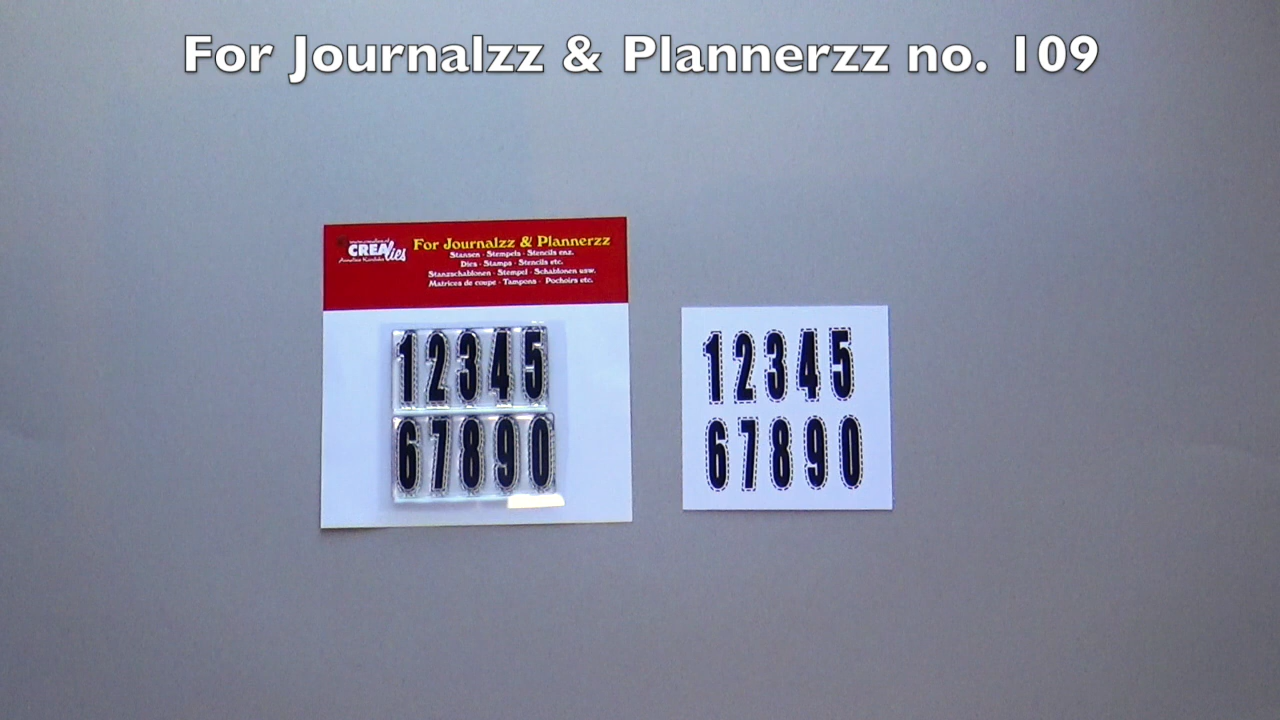 For Journalzz & Plannerzz no. 109
CREAlies
For Journalzz & Plannerzz
Stansen - Stempels - Stencils enz.
Dies - Stamps - Stencils etc.
Stanzschablonen - Stempel - Schablonen usw.
Matrices de coupe - Tampons - Pochoirs etc.
12345
67890
12345
67890